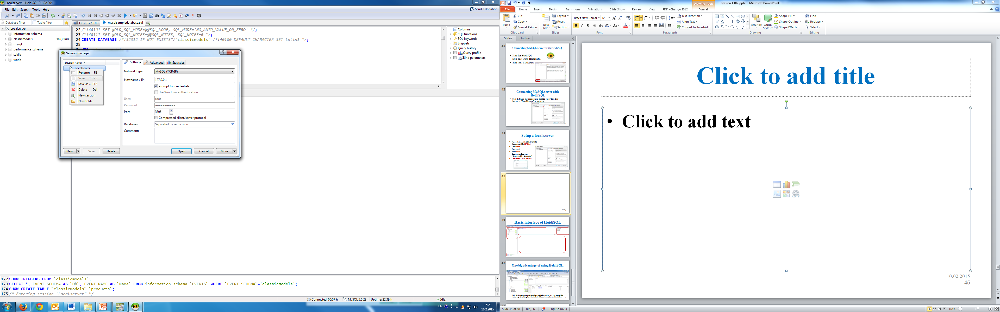 Localserver\ - HeidiSQL 9.1.0.4904
File Edit Search Tools Help
Send a donation
Database filter
Table filter
Host: 127.0.0.1
mysqlsampledatabase.sql
Localserver
information_schema
classicmodels 560,0 KiB
mysql
performance_schema
sakila
world
22 /*!40101 SET @OLD_SQL_MODE=@@SQL_MODE, SQL_MODE='NO_AUTO_VALUE_ON_ZERO' */;
23 /*!40111 SET @OLD_SQL_NOTES=@@SQL_NOTES, SQL_NOTES=0 */;
24 CREATE DATABASE /*!32312 IF NOT EXISTS*/`classicmodels` /*!40100 DEFAULT CHARACTER SET latin1 */;
25
26 USE `classicmodels`;
Columns
SQL functions
SQL keywords
Snippets
Query history
Query profile
Bind parameters
Session manager
Session name
Localserver
Rename F2
Save Ctrl+S
Save as ... F12
Delete Del
New session
New folder
Settings
Advanced
Statistics
Network type: MySQL (TCP/IP)
Hostname / IP: 127.0.0.1
Prompt for credentials
Use Windows authentication
User: root
Password: ●●●●●●●●●●●
Port: 3306
Compressed client/server protocol
Databases: Separated by semicolon
Comment:
New Save Delete Open Cancel More
172 SHOW TRIGGERS FROM `classicmodels`;
173 SELECT *, EVENT_SCHEMA AS `Db`, EVENT_NAME AS `Name` FROM information_schema.`EVENTS` WHERE `EVENT_SCHEMA`='classicmodels';
174 SHOW CREATE TABLE `classicmodels`.`products`;
175 /* Entering session "Localserver" */
Connected: 00:07 h
MySQL 5.6.23
Uptime: 22:39 h
Idle.
EN
15:20
10.2.2015
Drawing Tools
Session 1 BIZ.pptx - Microsoft PowerPoint
File Home Insert Design Transitions Animations Slide Show Review View PDF-XChange 2012 Format
Paste
Cut
Copy
Format Painter
Clipboard
New Slide
Layout
Reset
Section
Slides
Times New Romar 32
Font
Text Direction
Align Text
Convert to SmartArt
Paragraph
Arrange
Quick Styles
Shape Fill
Shape Outline
Shape Effects
Drawing
Find
Replace
Select
Editing
Slides Outline
42
Connecting MySQL server with HeidiSQL
• Icon for HeidiSQL
• Step one: Open Heidi SQL.
• Step two: Click New
43
Connecting MySQL server with HeidiSQL
• Step 3. Name the connection. Hit the enter key. For instance, "LocalServer" in our case
44
Setup a local server
• Network type: MySQL (TCP/IP).
Hostname / IP: 127.0.0.1
• User: root
• Password:
• Port: 3306
• Databases: Leave as "Separated by Semicolon"
• Comment: Leave it blank
45
46
Basic interface of HeidiSQL
47
One big advantage of using HeidiSQL.
• It is highly recommended to make a detailed record of how you created the table, e.g. describing how this table is different from other similar tables
Click to add title
• Click to add text
10.02.2015
45
Slide 45 of 48
"BIZ_EN"
English (U.S.)
164%